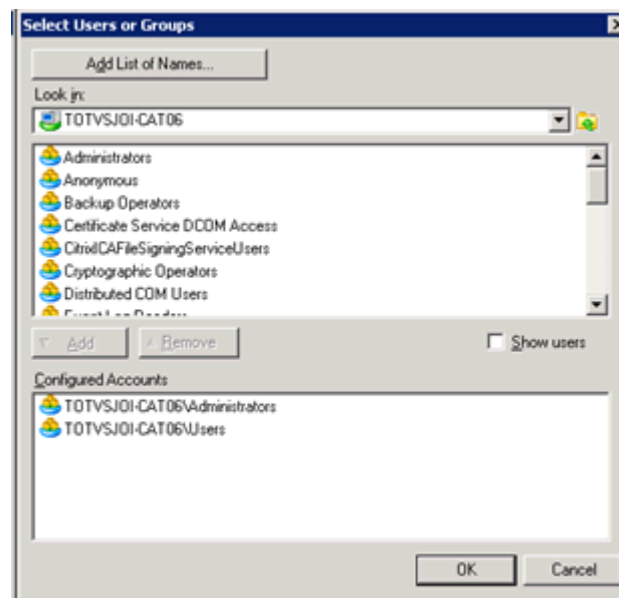 Select Users or Groups
Add List of Names...
Look in:
TOTVSJOI-CAT06
Administrators
Anonymous
Backup Operators
Certificate Service DCOM Access
CitrixCAFileSigningServiceUsers
Cryptographic Operators
Distributed COM Users
Add
Remove
Show users
Configured Accounts
TOTVSJOI-CAT06\Administrators
TOTVSJOI-CAT06\Users
OK
Cancel